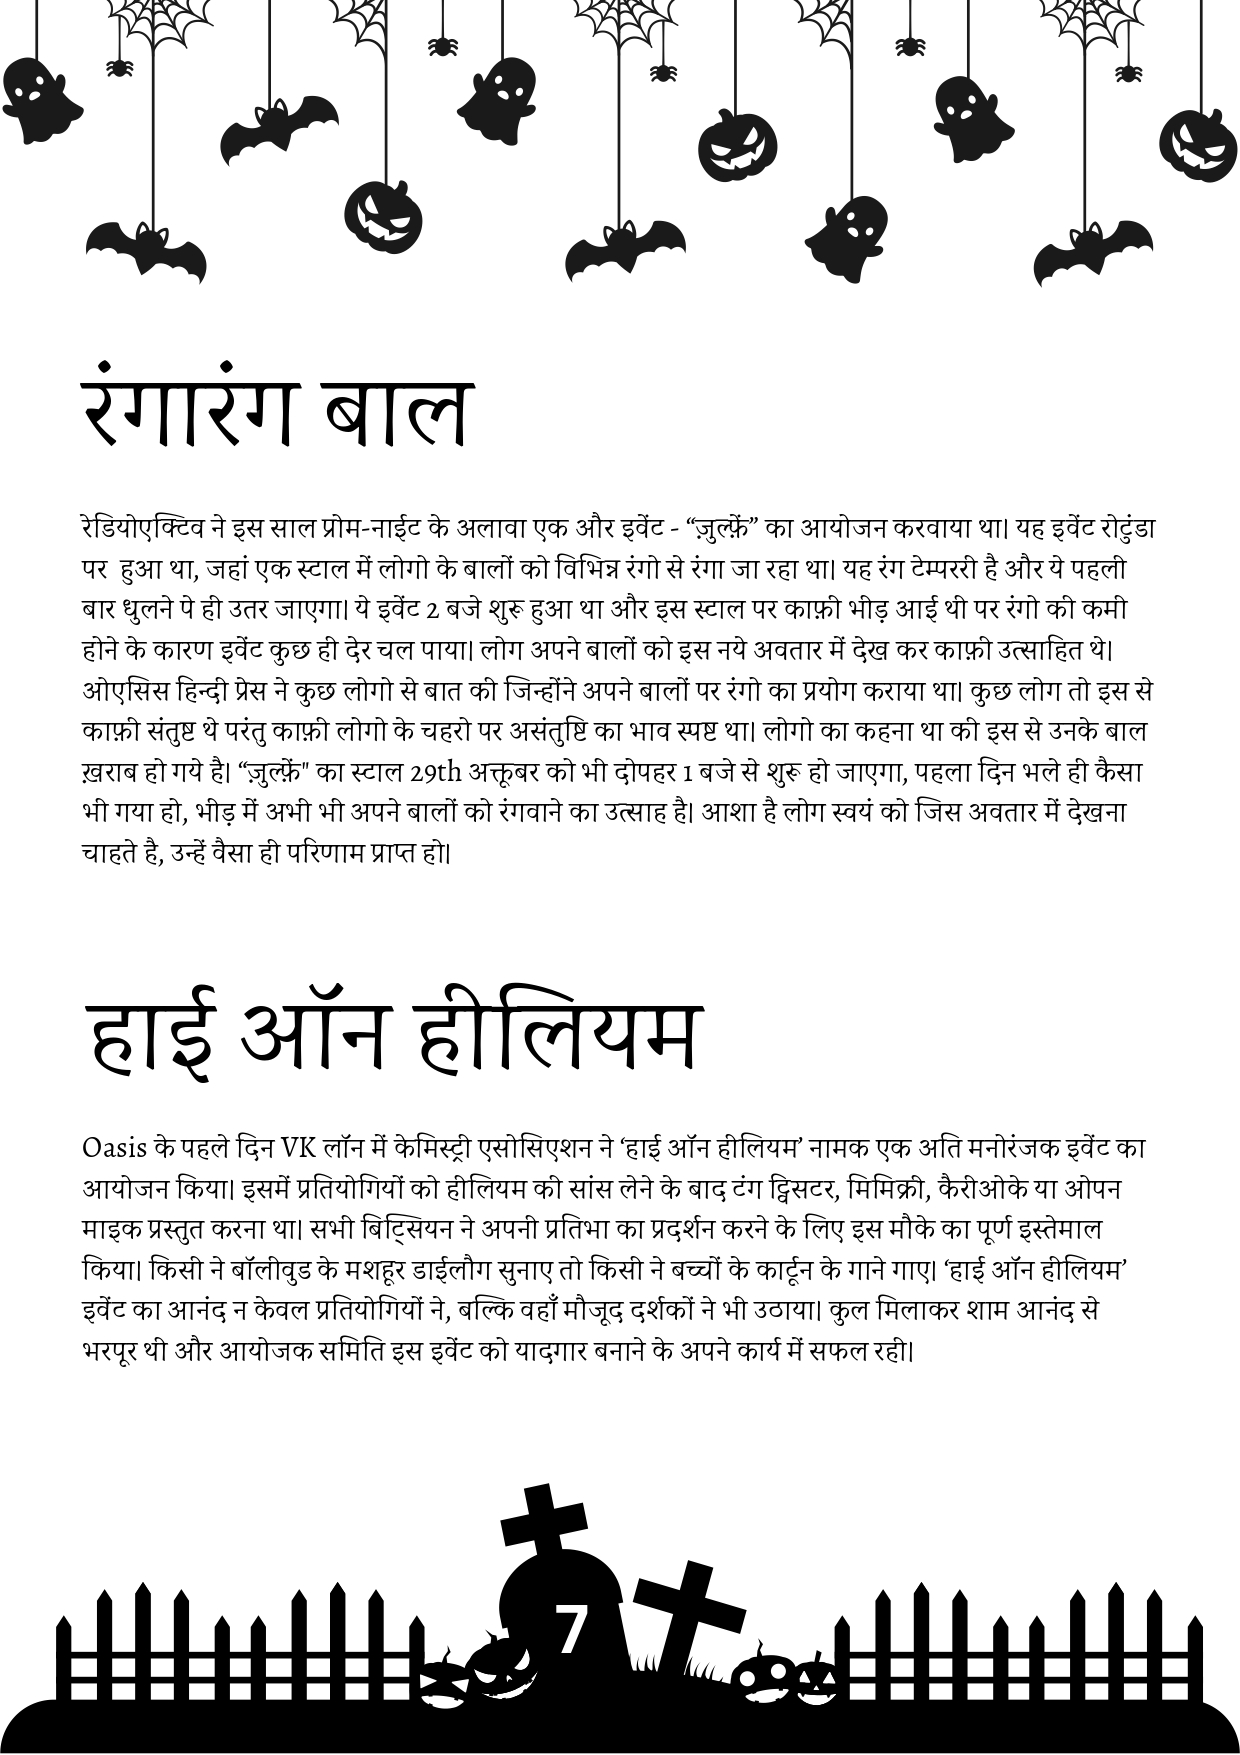 रंगारंग बाल
रेडियोएक्टिव ने इस साल प्रोम-नाईट के अलावा एक और इवेंट - “ज़ुल्फ़ें” का आयोजन करवाया था| यह इवेंट रोटुंडा
पर हुआ था, जहां एक स्टाल में लोगो के बालों को विभिन्न रंगो से रंगा जा रहा था| यह रंग टेम्पररी है और ये पहली
बार धुलने पे ही उतर जाएगा| ये इवेंट 2 बजे शुरू हुआ था और इस स्टाल पर काफ़ी भीड़ आई थी पर रंगो की कमी
होने के कारण इवेंट कुछ ही देर चल पाया| लोग अपने बालों को इस नये अवतार में देख कर काफ़ी उत्साहित थे|
ओएसिस हिन्दी प्रेस ने कुछ लोगो से बात की जिन्होंने अपने बालों पर रंगो का प्रयोग कराया था| कुछ लोग तो इस से
काफ़ी संतुष्ट थे परंतु काफ़ी लोगो के चहरो पर असंतुष्टि का भाव स्पष्ट था| लोगो का कहना था की इस से उनके बाल
ख़राब हो गये है| “ज़ुल्फ़ें" का स्टाल 29th अक्तूबर को भी दोपहर 1 बजे से शुरू हो जाएगा, पहला दिन भले ही कैसा
भी गया हो, भीड़ में अभी भी अपने बालों को रंगवाने का उत्साह है| आशा है लोग स्वयं को जिस अवतार में देखना
चाहते है, उन्हें वैसा ही परिणाम प्राप्त हो|
हाई ऑन हीलियम
Oasis के पहले दिन VK लॉन में केमिस्ट्री एसोसिएशन ने ‘हाई ऑन हीलियम’ नामक एक अति मनोरंजक इवेंट का
आयोजन किया| इसमें प्रतियोगियों को हीलियम की सांस लेने के बाद टंग ट्विसटर, मिमिक्री, कैरीओके या ओपन
माइक प्रस्तुत करना था| सभी बिट्सियन ने अपनी प्रतिभा का प्रदर्शन करने के लिए इस मौके का पूर्ण इस्तेमाल
किया| किसी ने बॉलीवुड के मशहूर डाईलौग सुनाए तो किसी ने बच्चों के कार्टून के गाने गाए| ‘हाई ऑन हीलियम’
इवेंट का आनंद न केवल प्रतियोगियों ने, बल्कि वहाँ मौजूद दर्शकों ने भी उठाया| कुल मिलाकर शाम आनंद से
भरपूर थी और आयोजक समिति इस इवेंट को यादगार बनाने के अपने कार्य में सफल रही|
7